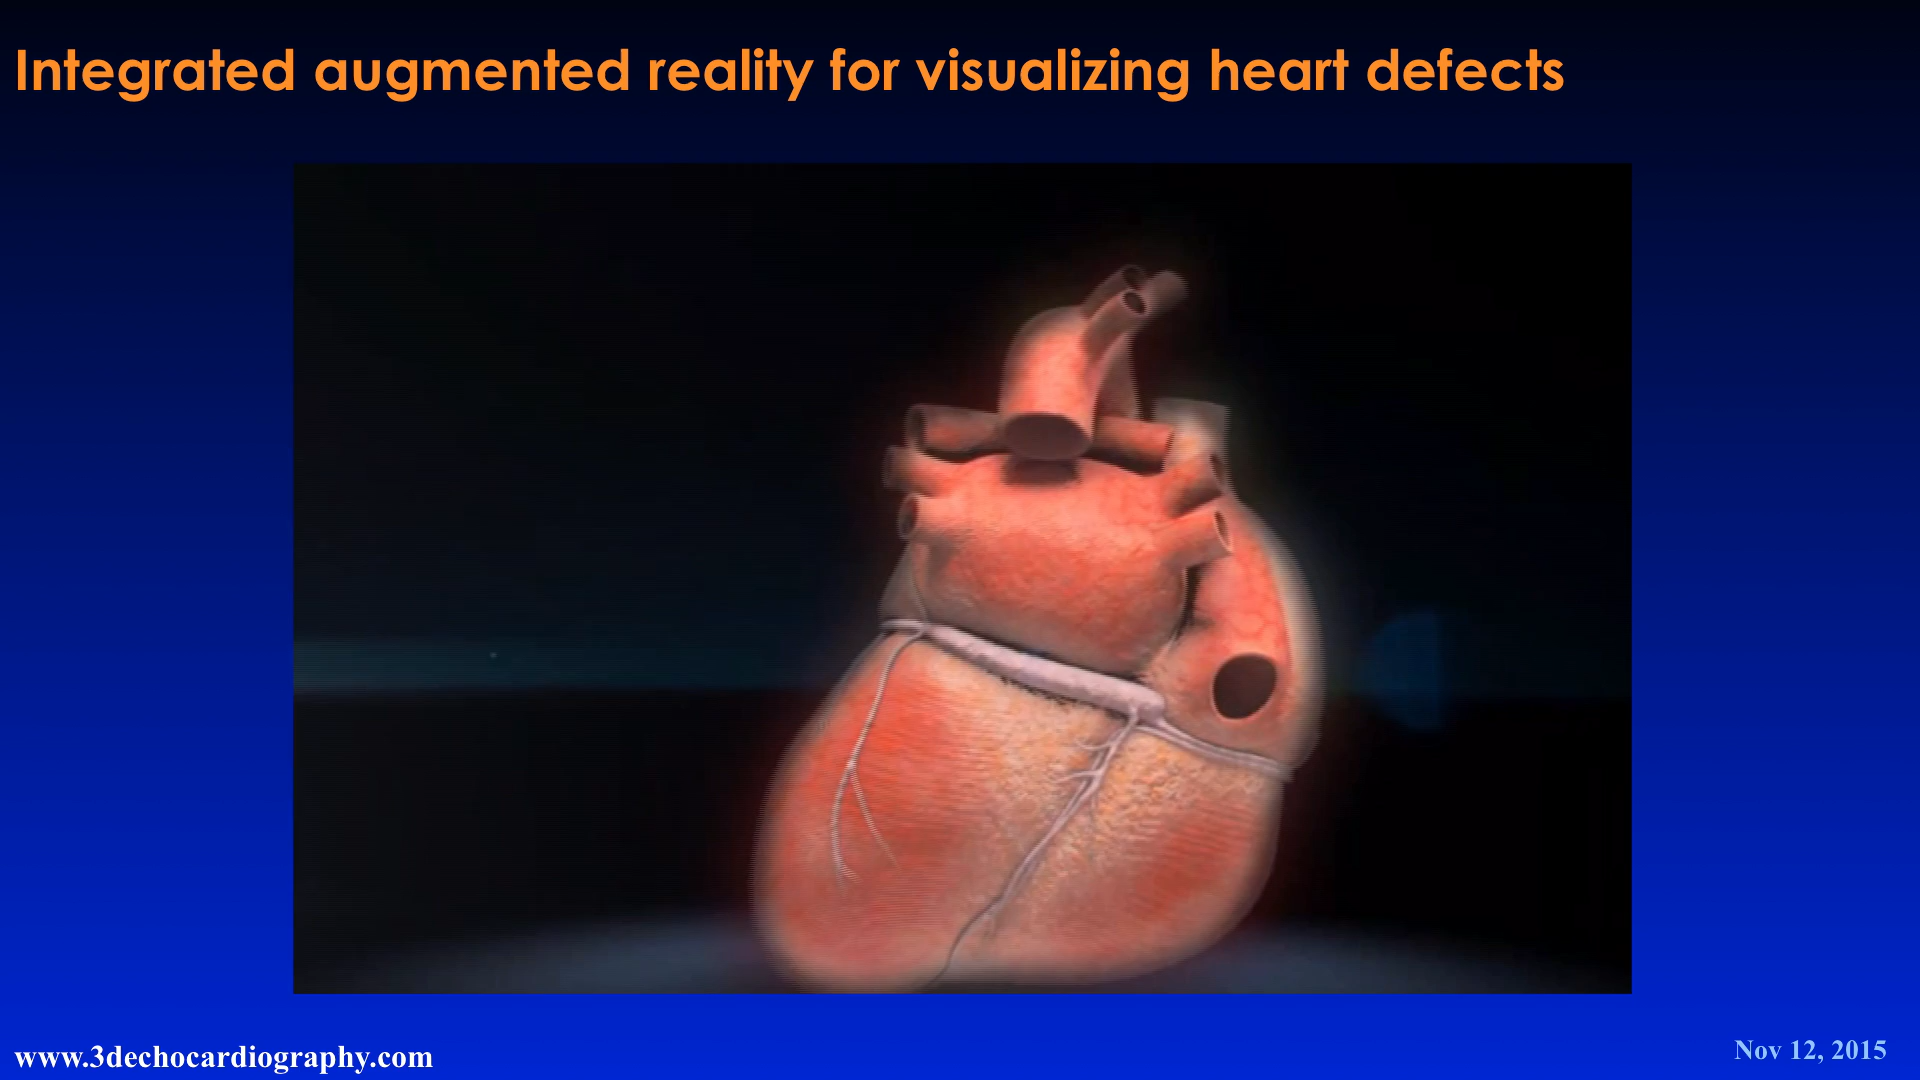 Integrated augmented reality for visualizing heart defects
www.3dechocardiography.com
Nov 12, 2015